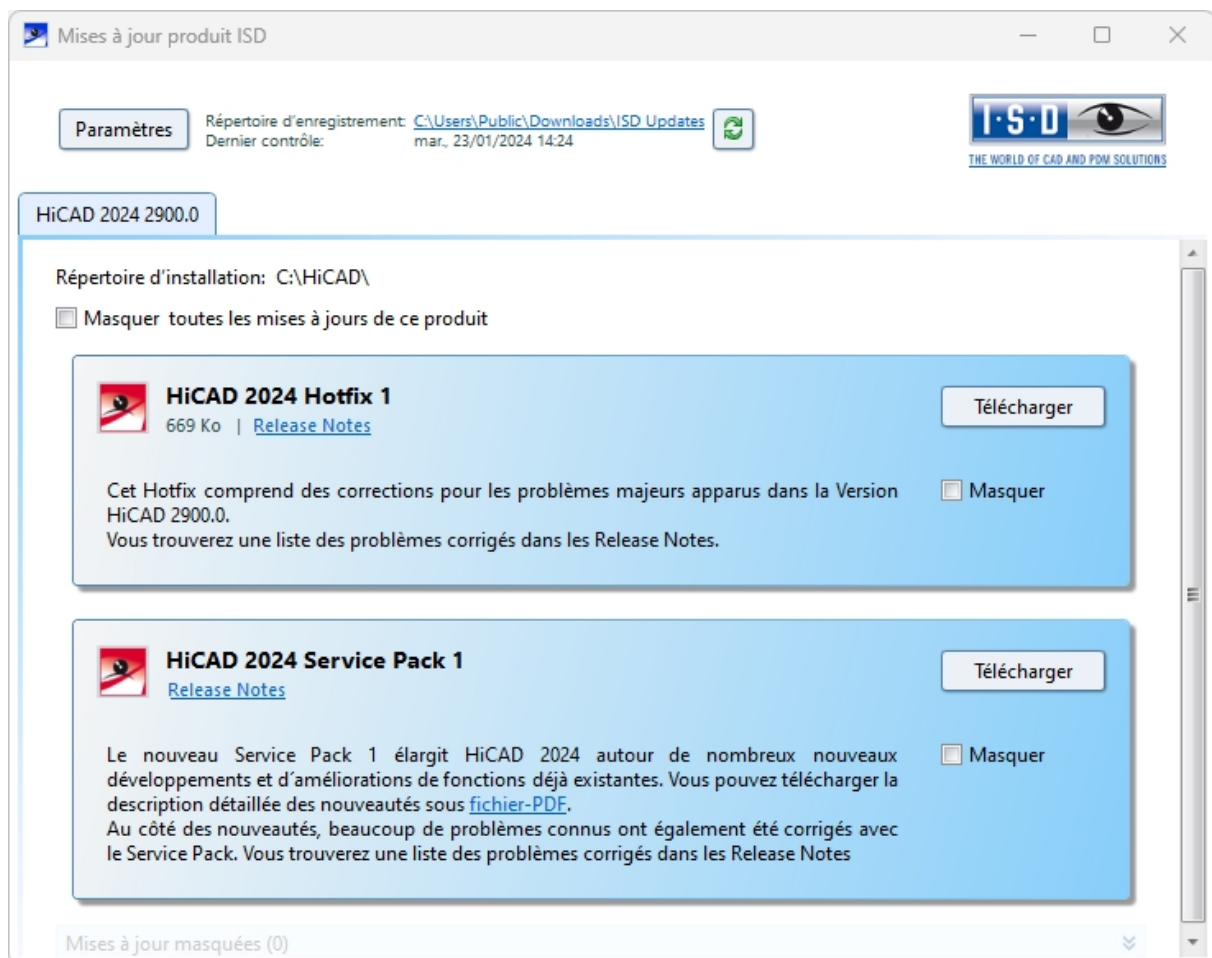 Mises à jour produit ISD
Paramètres
Répertoire d'enregistrement: C:\Users\Public\Downloads\ISD Updates
Dernier contrôle: mar., 23/01/2024 14:24
I·S·D
THE WORLD OF CAD AND PDM SOLUTIONS
HiCAD 2024 2900.0
Répertoire d'installation: C:\HiCAD\
Masquer toutes les mises à jours de ce produit
HiCAD 2024 Hotfix 1
Télécharger
669 Ko | Release Notes
Cet Hotfix comprend des corrections pour les problèmes majeurs apparus dans la Version
Masquer
HiCAD 2900.0.
Vous trouverez une liste des problèmes corrigés dans les Release Notes.
HiCAD 2024 Service Pack 1
Télécharger
Release Notes
Le nouveau Service Pack 1 élargit HiCAD 2024 autour de nombreux nouveaux
Masquer
développements et d´améliorations de fonctions déjà existantes. Vous pouvez télécharger la
description détaillée des nouveautés sous fichier-PDF.
Au côté des nouveautés, beaucoup de problèmes connus ont également été corrigés avec
le Service Pack. Vous trouverez une liste des problèmes corrigés dans les Release Notes
Mises à jour masquées (0)